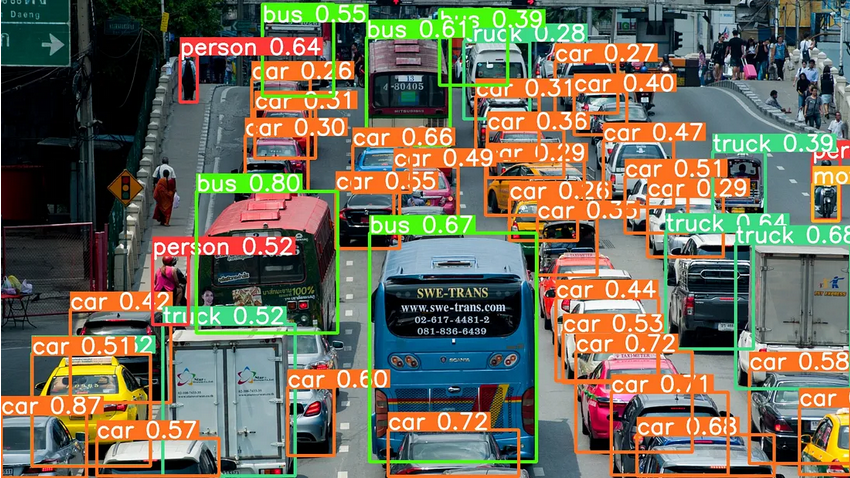 Daeng
bus 0.55
bus 0.39
bus 0.61
truck 0.28
person 0.64
car 0.27
car 0.26
car 0.31
car 0.40
13
4-80405
car 0.31
car 0.30
car 0.36
car 0.66
car 0.47
truck 0.39
car 0.49
car 0.29
per
car 0.51
car 0.55
bus 0.80
car 0.26
car 0.29
mo
car 0.35
bus 0.67
truck 0.64
truck 0.68
person 0.52
100%
SWE-TRANS
www.swe-trans.com
02-617-4481-2
081-836-6439
SCANIA
car 0.42
truck 0.52
car 0.44
car 0.53
car 0.51
car 0.72
car 0.58
car 0.60
car 0.71
car 0.87
car
car 0.57
car 0.72
car 0.68